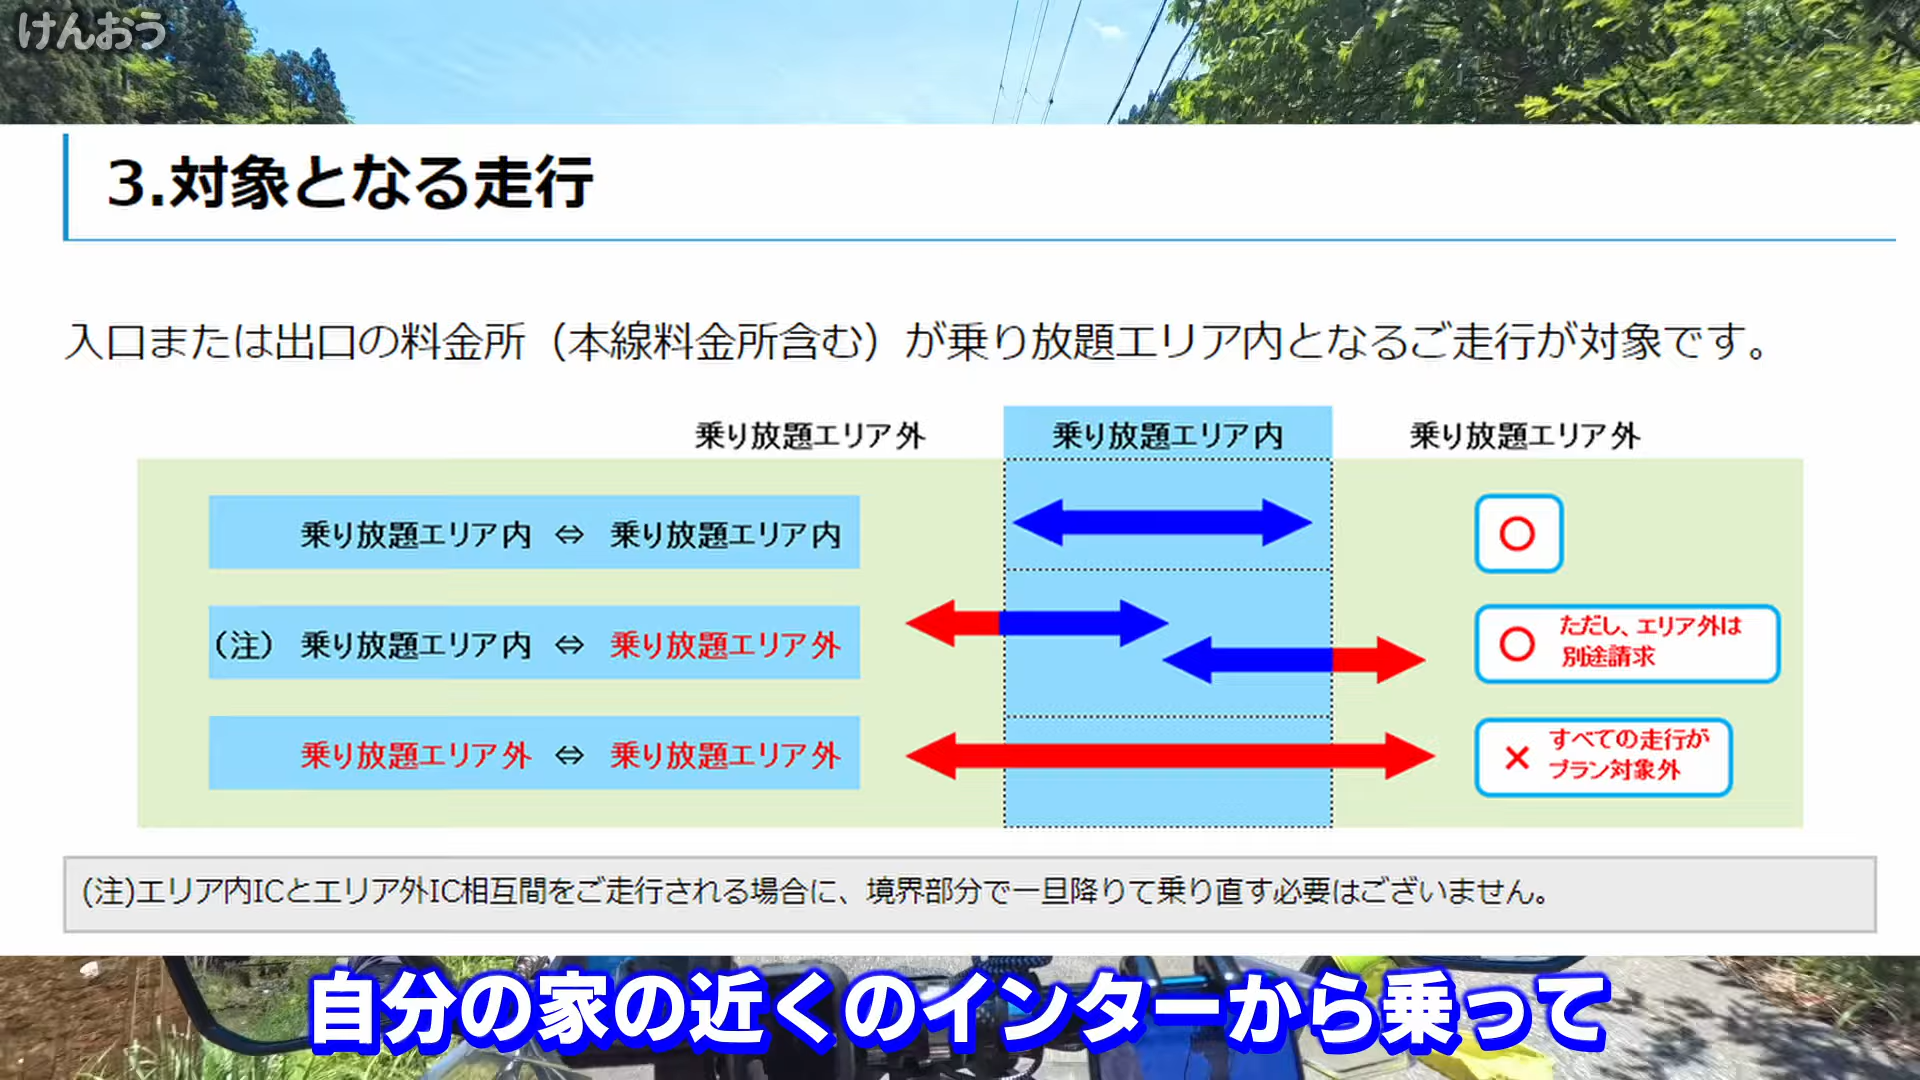 けんおう
3.対象となる走行
入口または出口の料金所（本線料金所含む）が乗り放題エリア内となるご走行が対象です。
乗り放題エリア外 乗り放題エリア内 乗り放題エリア外
乗り放題エリア内 ⇔ 乗り放題エリア内
○
（注） 乗り放題エリア内 ⇔ 乗り放題エリア外
○ ただし、エリア外は
別途請求
乗り放題エリア外 ⇔ 乗り放題エリア外
× すべての走行が
プラン対象外
(注)エリア内ICとエリア外IC相互間をご走行される場合に、境界部分で一旦降りて乗り直す必要はございません。
自分の家の近くのインターから乗って